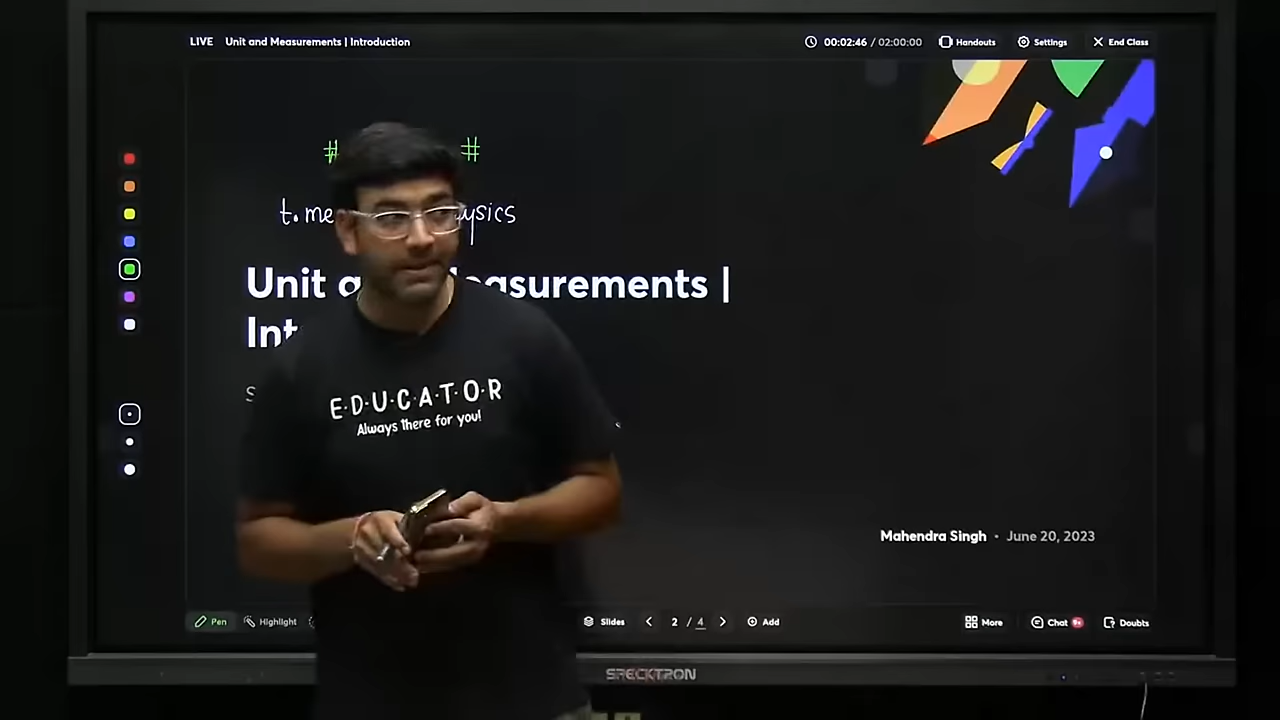 LIVE Unit and Measurements | Introduction
00:02:46 / 02:00:00 Handouts Settings End Class
# #
t.me ysics
Unit a easurements |
Int
S
E·D·U·C·A·T·O·R
Always there for you!
Mahendra Singh • June 20, 2023
Pen Highlight Slides 2 / 4 Add More Chat 9+ Doubts
SPECKTRON